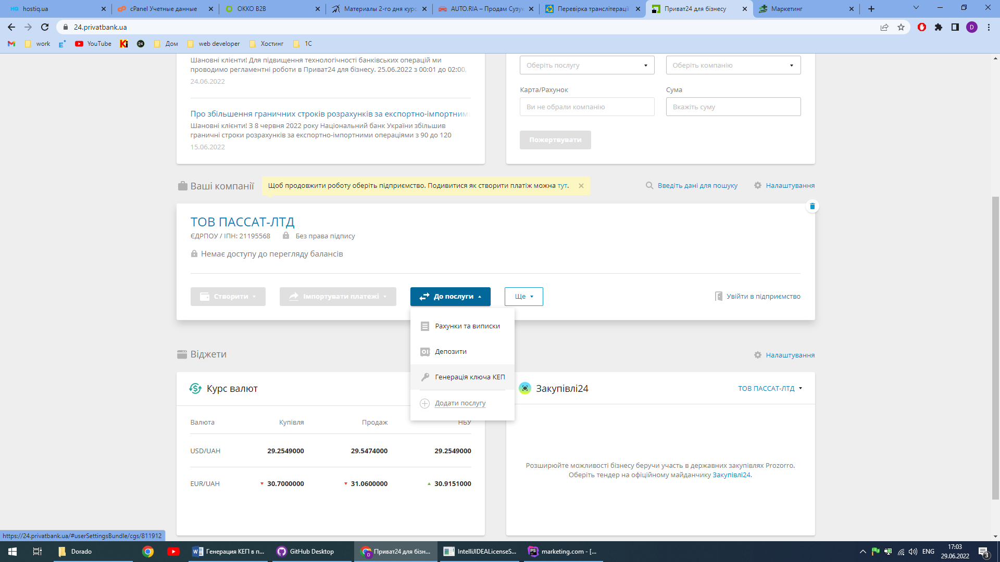 hostiq.ua
cPanel Учетные данные
ОККО B2B
Материалы 2-го дня курс
AUTO.RIA – Продам Сузук
Перевірка транслітерації
Приват24 для бізнесу
Маркетинг
24.privatbank.ua
D
work
YouTube
Ki
24
Дом
web developer
Хостинг
1C
Шановні клієнти! Для підвищення технологічності банківських операцій ми
проводимо регламентні роботи в Приват24 для бізнесу. 25.06.2022 з 00:01 до 02:00,
24.06.2022
Про збільшення граничних строків розрахунків за експортно-імпортними
Шановні клієнти! З 8 червня 2022 року Національний банк України збільшив
граничні строки розрахунків за експортно-імпортними операціями з 90 до 120
15.06.2022
Оберіть послугу
Оберіть компанію
Карта/Рахунок
Сума
Ви не обрали компанію
Вкажіть суму
Пожертвувати
Ваші компанії
Щоб продовжити роботу оберіть підприємство. Подивитися як створити платіж можна тут.
Введіть дані для пошуку
Налаштування
ТОВ ПАССАТ-ЛТД
ЄДРПОУ / ІПН: 21195568
Без права підпису
Немає доступу до перегляду балансів
Створити
Імпортувати платежі
До послуги
Ще
Увійти в підприємство
Рахунки та виписки
Депозити
Генерація ключа КЕП
Додати послугу
Віджети
Налаштування
Курс валют
Валюта
Купівля
Продаж
НБУ
USD/UAH
29.2549000
29.5474000
29.2549000
EUR/UAH
30.7000000
31.0600000
30.9151000
Закупівлі24
ТОВ ПАССАТ-ЛТД
Розширюйте можливості бізнесу беручи участь в державних закупівлях Prozorro.
Оберіть тендер на офіційному майданчику Закупівлі24.
https://24.privatbank.ua/#userSettingsBundle/cgs/811912
Dorado
Генерация КЕП в п...
GitHub Desktop
Приват24 для бізн...
IntelliJIDEALicenseS...
marketing.com - [...
ENG
17:03
29.06.2022
3